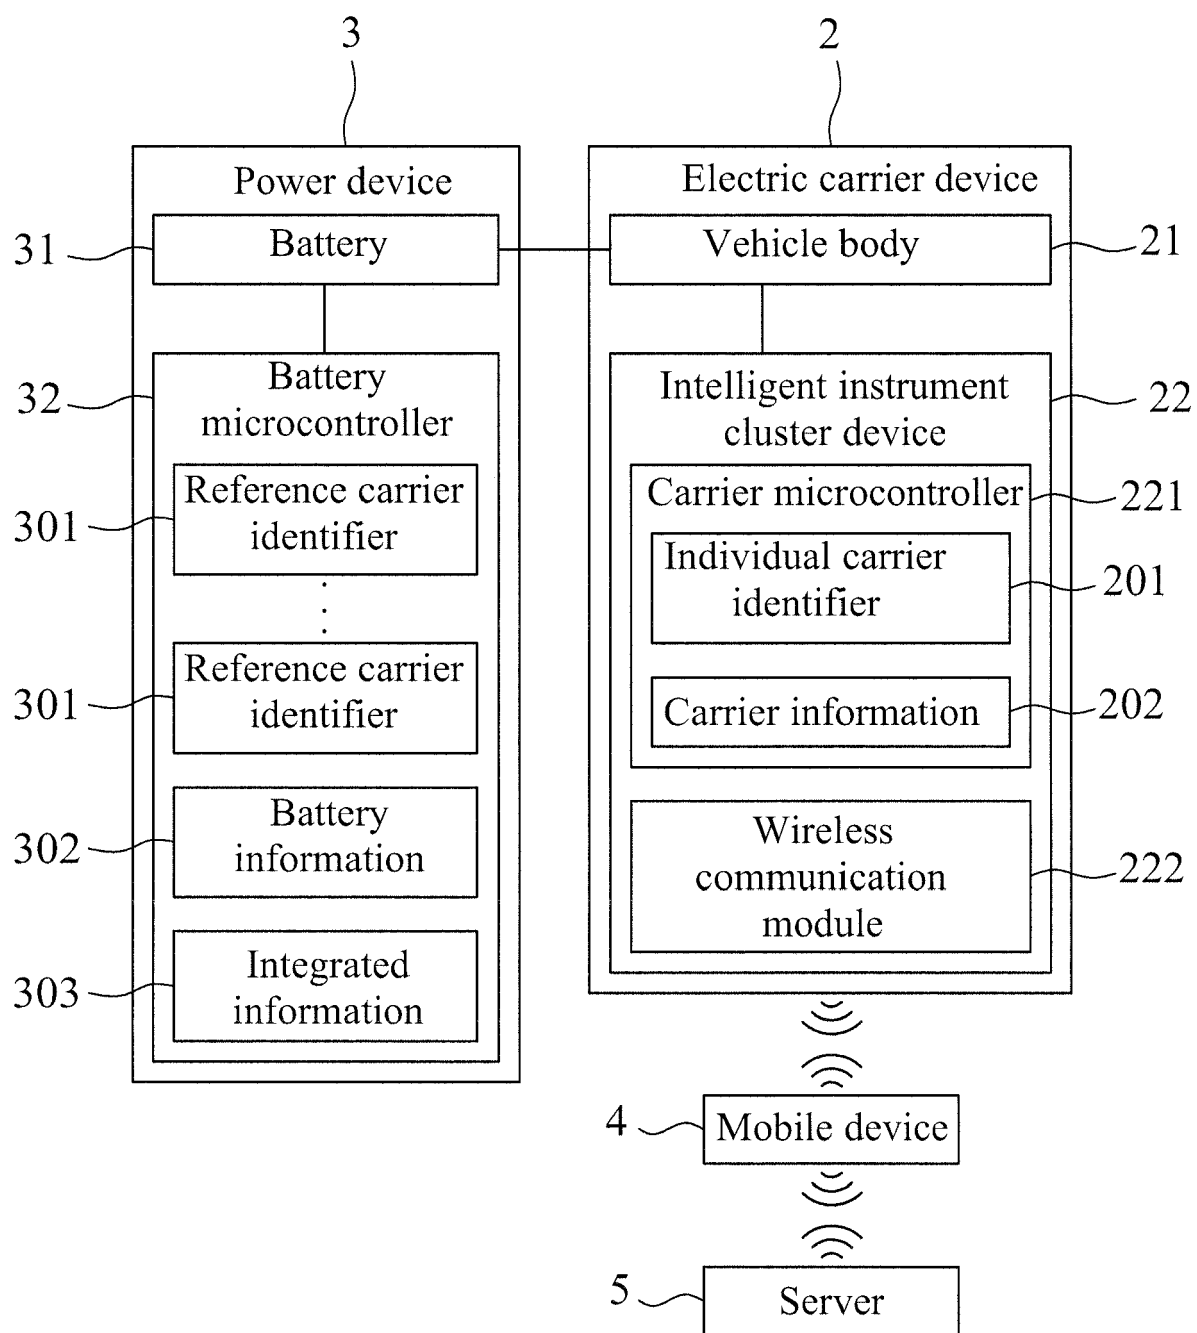 3
2
Power device
Electric carrier device
31
Battery
Vehicle body
21
32
Battery
microcontroller
Intelligent instrument
cluster device
22
301
Reference carrier
identifier
Carrier microcontroller
221
Individual carrier
identifier
201
301
Reference carrier
identifier
Carrier information
202
302
Battery
information
Wireless
communication
module
222
303
Integrated
information
4
Mobile device
5
Server